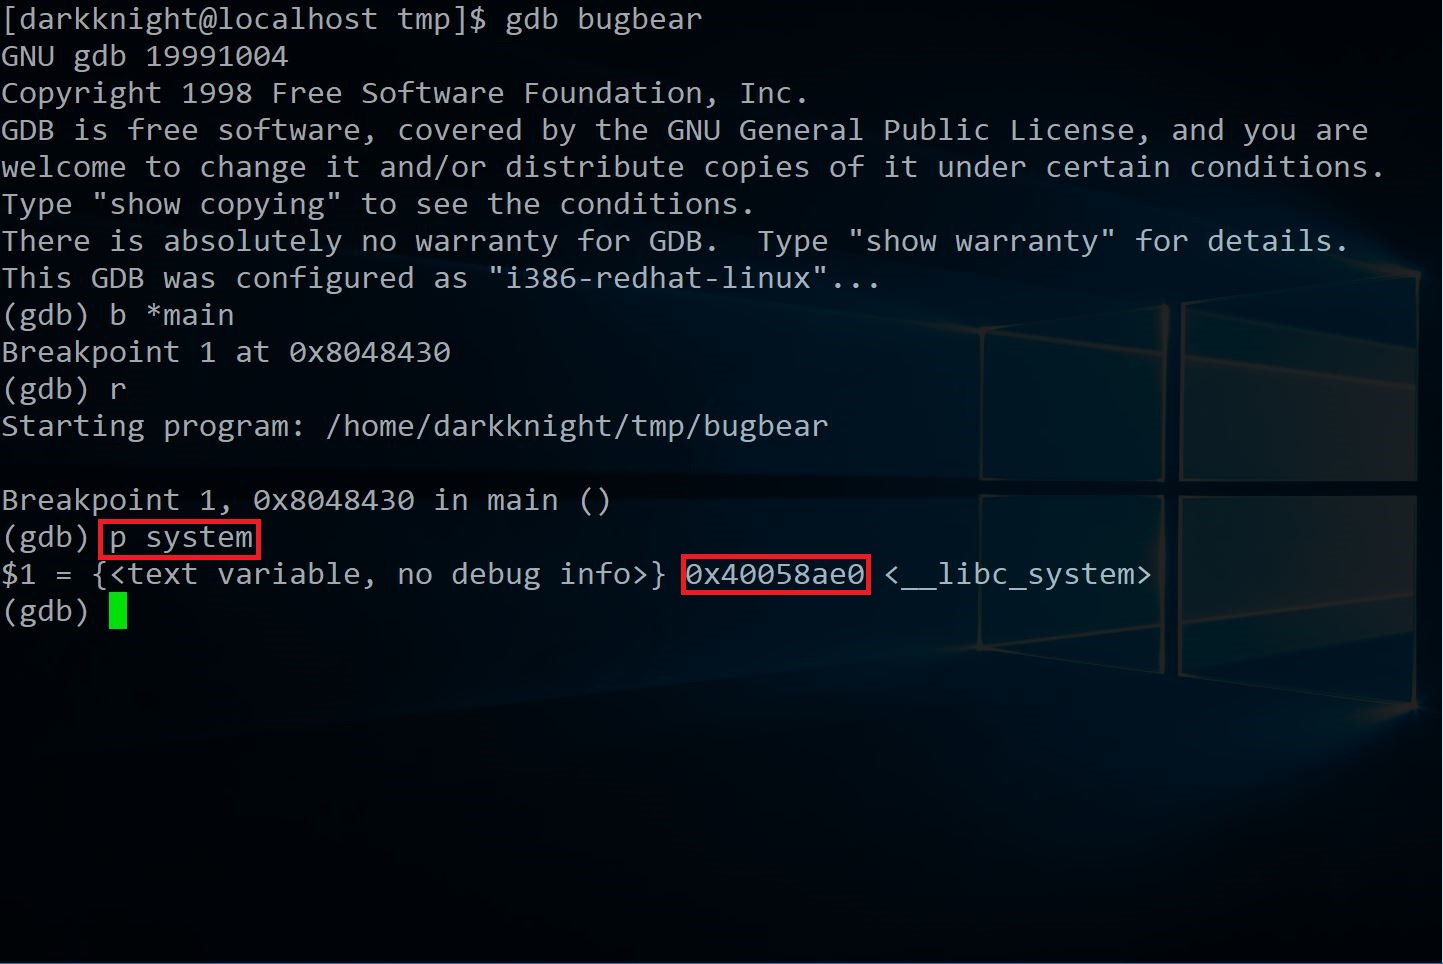 [darkknight@localhost tmp]$ gdb bugbear
GNU gdb 19991004
Copyright 1998 Free Software Foundation, Inc.
GDB is free software, covered by the GNU General Public License, and you are
welcome to change it and/or distribute copies of it under certain conditions.
Type "show copying" to see the conditions.
There is absolutely no warranty for GDB.  Type "show warranty" for details.
This GDB was configured as "i386-redhat-linux"...
(gdb) b *main
Breakpoint 1 at 0x8048430
(gdb) r
Starting program: /home/darkknight/tmp/bugbear
Breakpoint 1, 0x8048430 in main ()
(gdb) p system
$1 = {<text variable, no debug info>} 0x40058ae0 <__libc_system>
(gdb)